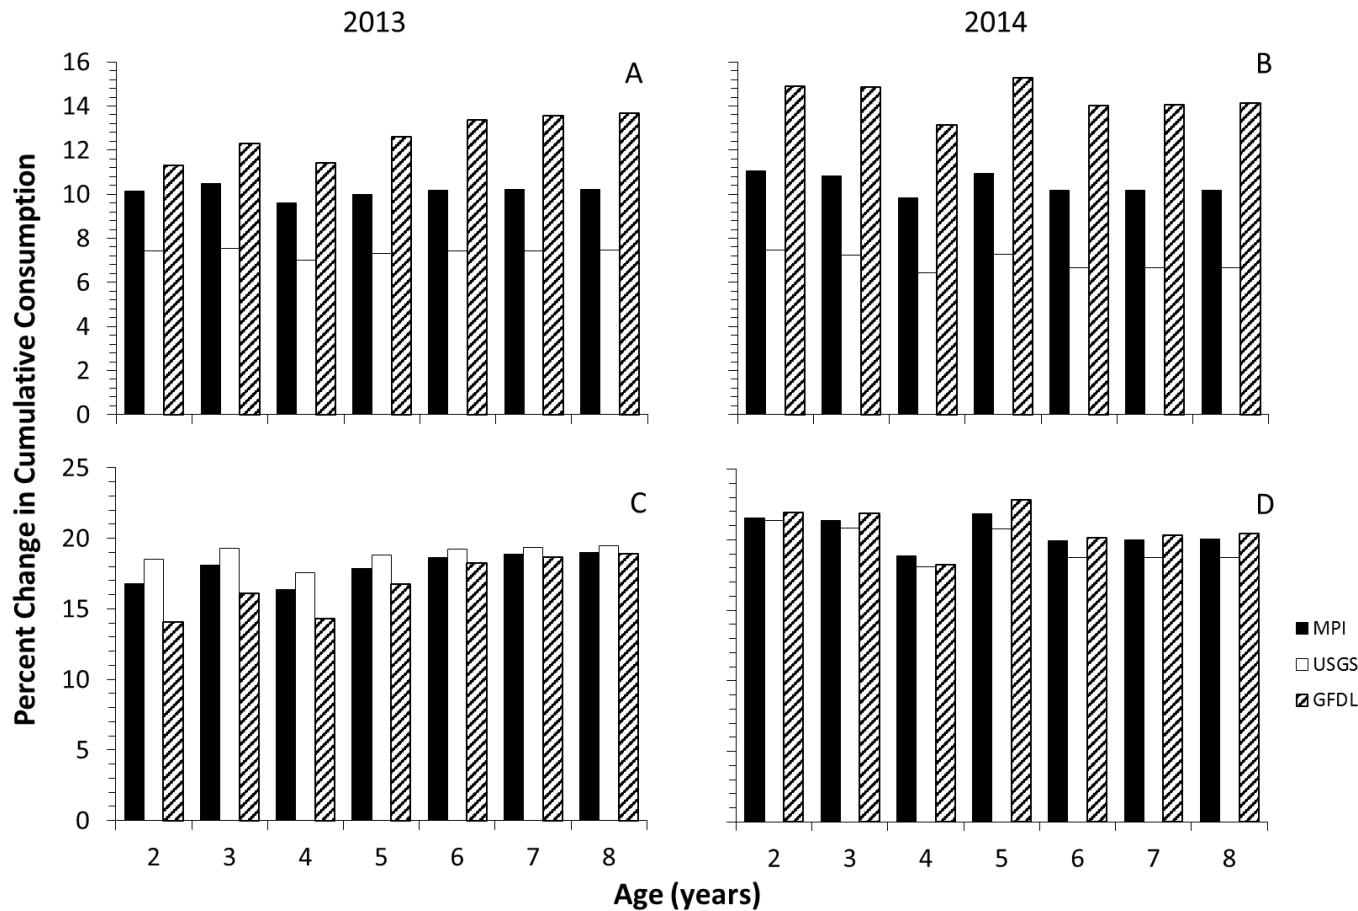 2013
2014
Percent Change in Cumulative Consumption
16
14
12
10
8
6
4
2
0
A
B
25
20
15
10
5
0
C
D
MPI
USGS
GFDL
2 3 4 5 6 7 8
2 3 4 5 6 7 8
Age (years)